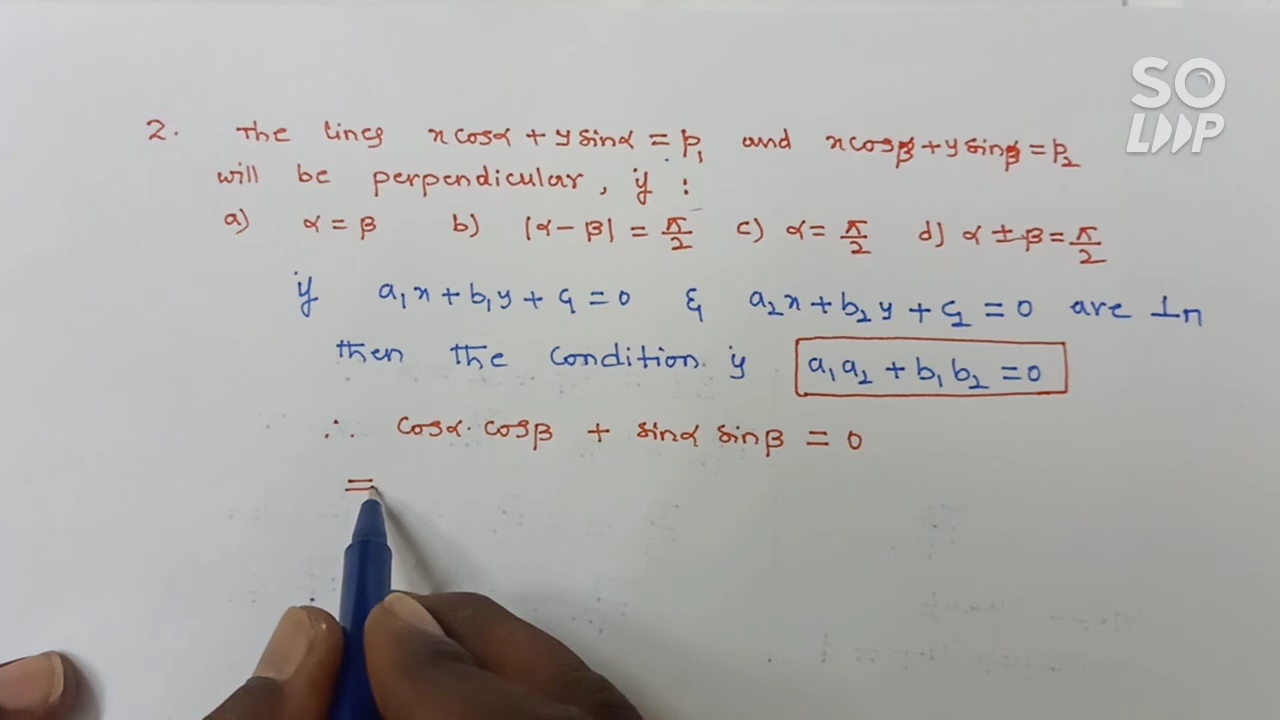 SO
LOOP
2. The lines x cosα + y sinα = p₁ and x cosβ + y sinβ = p₂
will be perpendicular, if :
a) α = β b) |α - β| = π/2 c) α = π/2 d) α ± β = π/2
if a₁x + b₁y + c₁ = 0 & a₂x + b₂y + c₂ = 0 are ⊥r
then the condition is a₁a₂ + b₁b₂ = 0
∴ cosα · cosβ + sinα sinβ = 0
=